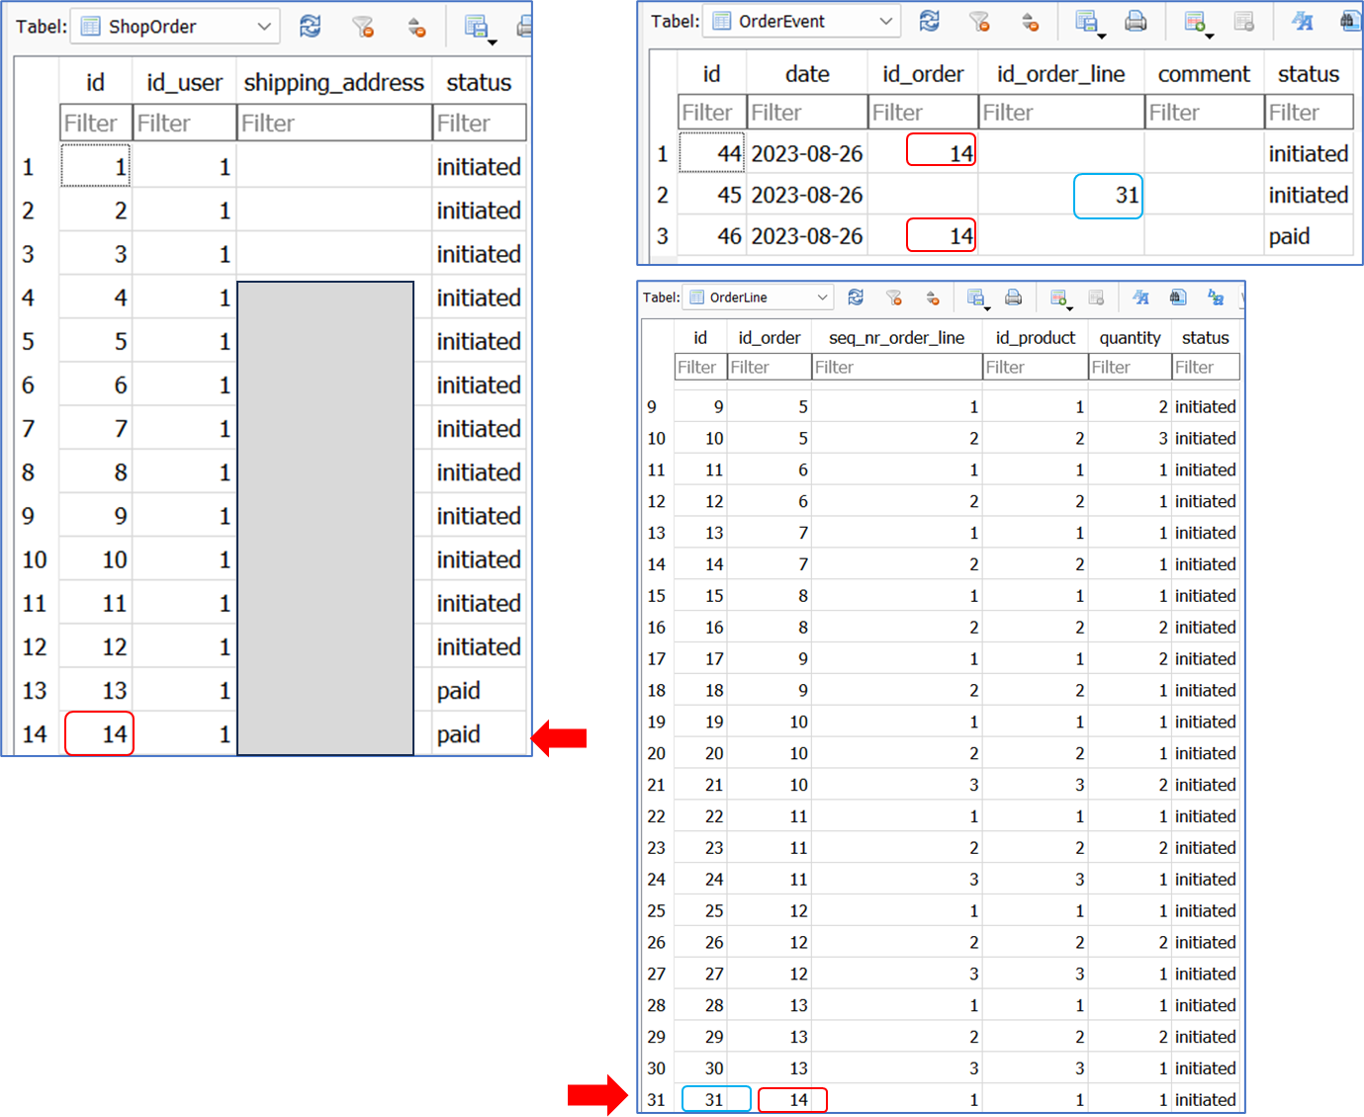 Tabel: ShopOrder
id id_user shipping_address status
Filter Filter Filter Filter
1 1 1 initiated
2 2 1 initiated
3 3 1 initiated
4 4 1 initiated
5 5 1 initiated
6 6 1 initiated
7 7 1 initiated
8 8 1 initiated
9 9 1 initiated
10 10 1 initiated
11 11 1 initiated
12 12 1 initiated
13 13 1 paid
14 14 1 paid
Tabel: OrderEvent
id date id_order id_order_line comment status
Filter Filter Filter Filter Filter Filter
1 44 2023-08-26 14 initiated
2 45 2023-08-26 31 initiated
3 46 2023-08-26 14 paid
Tabel: OrderLine
id id_order seq_nr_order_line id_product quantity status
Filter Filter Filter Filter Filter Filter
9 9 5 1 1 2 initiated
10 10 5 2 2 3 initiated
11 11 6 1 1 1 initiated
12 12 6 2 2 1 initiated
13 13 7 1 1 1 initiated
14 14 7 2 2 1 initiated
15 15 8 1 1 1 initiated
16 16 8 2 2 2 initiated
17 17 9 1 1 2 initiated
18 18 9 2 2 1 initiated
19 19 10 1 1 1 initiated
20 20 10 2 2 1 initiated
21 21 10 3 3 2 initiated
22 22 11 1 1 1 initiated
23 23 11 2 2 2 initiated
24 24 11 3 3 1 initiated
25 25 12 1 1 1 initiated
26 26 12 2 2 2 initiated
27 27 12 3 3 1 initiated
28 28 13 1 1 1 initiated
29 29 13 2 2 2 initiated
30 30 13 3 3 1 initiated
31 31 14 1 1 1 initiated